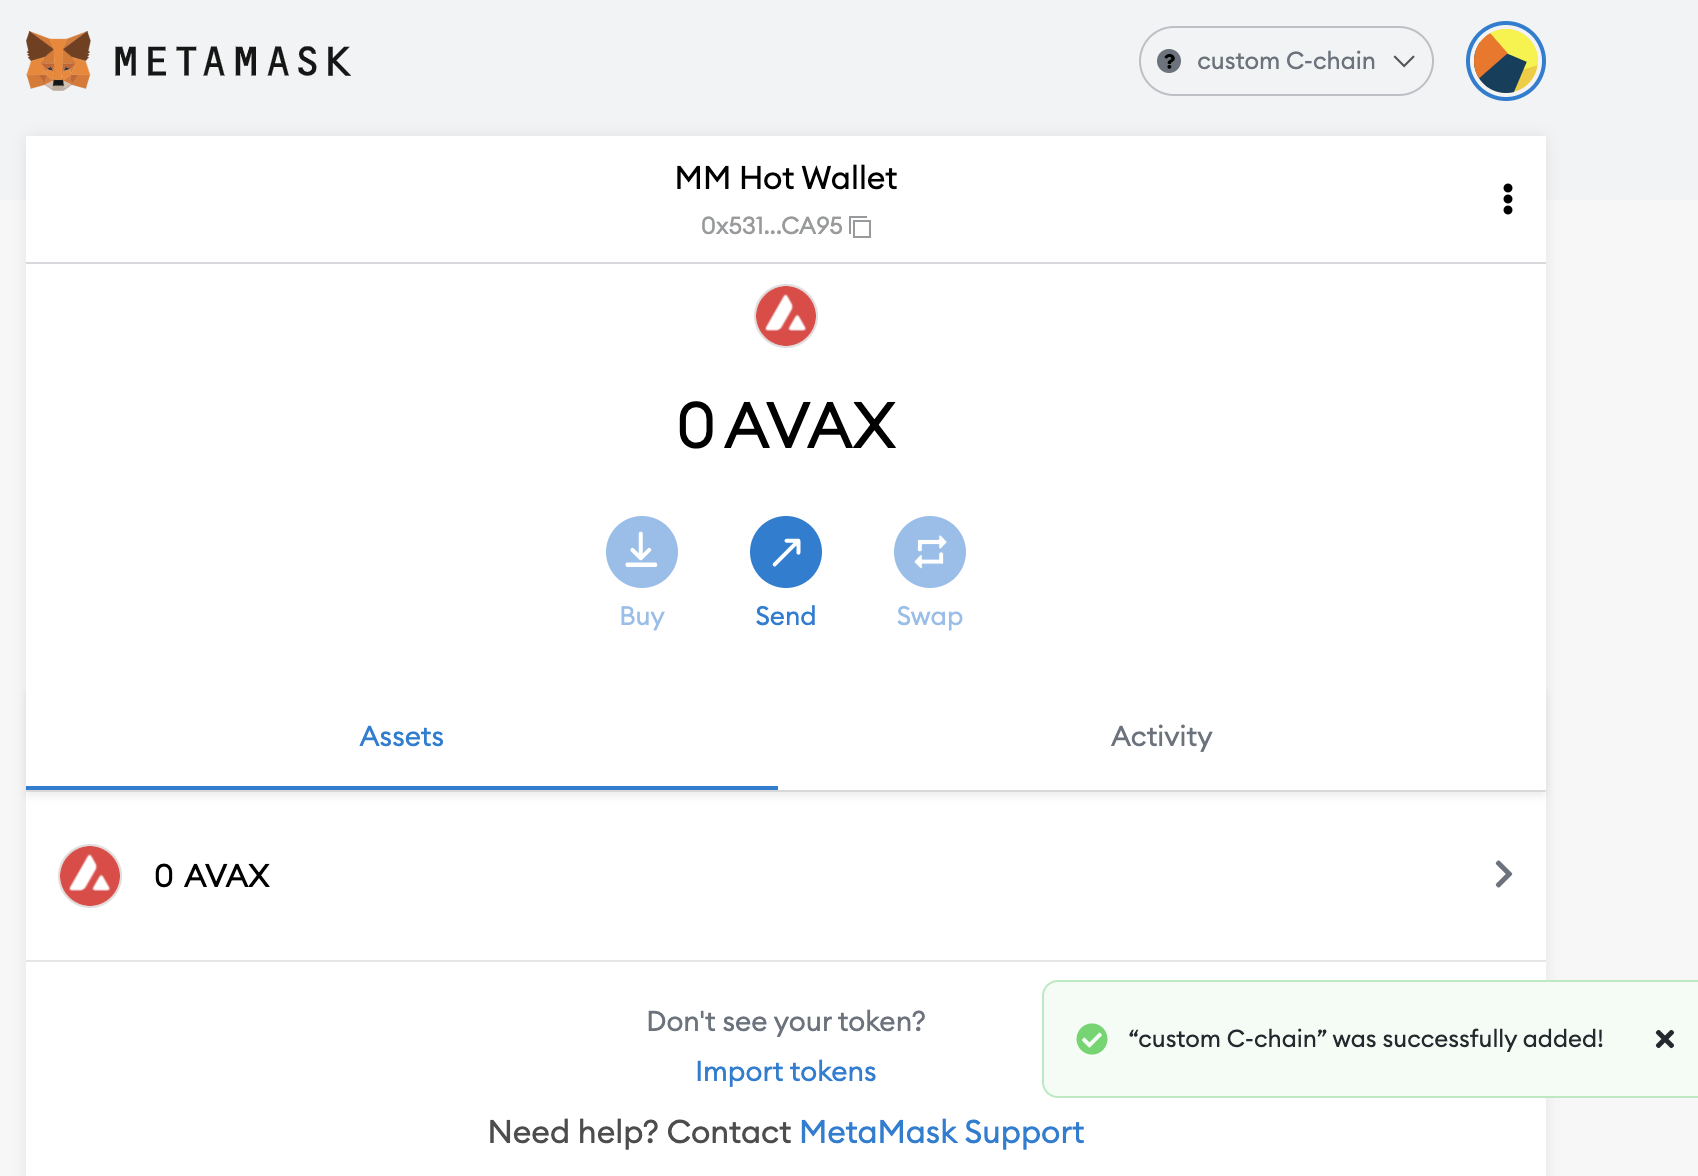 METAMASK
? custom C-chain
MM Hot Wallet
0x531...CA95
0 AVAX
Buy
Send
Swap
Assets
Activity
0 AVAX
Don't see your token?
Import tokens
“custom C-chain” was successfully added!
Need help? Contact MetaMask Support